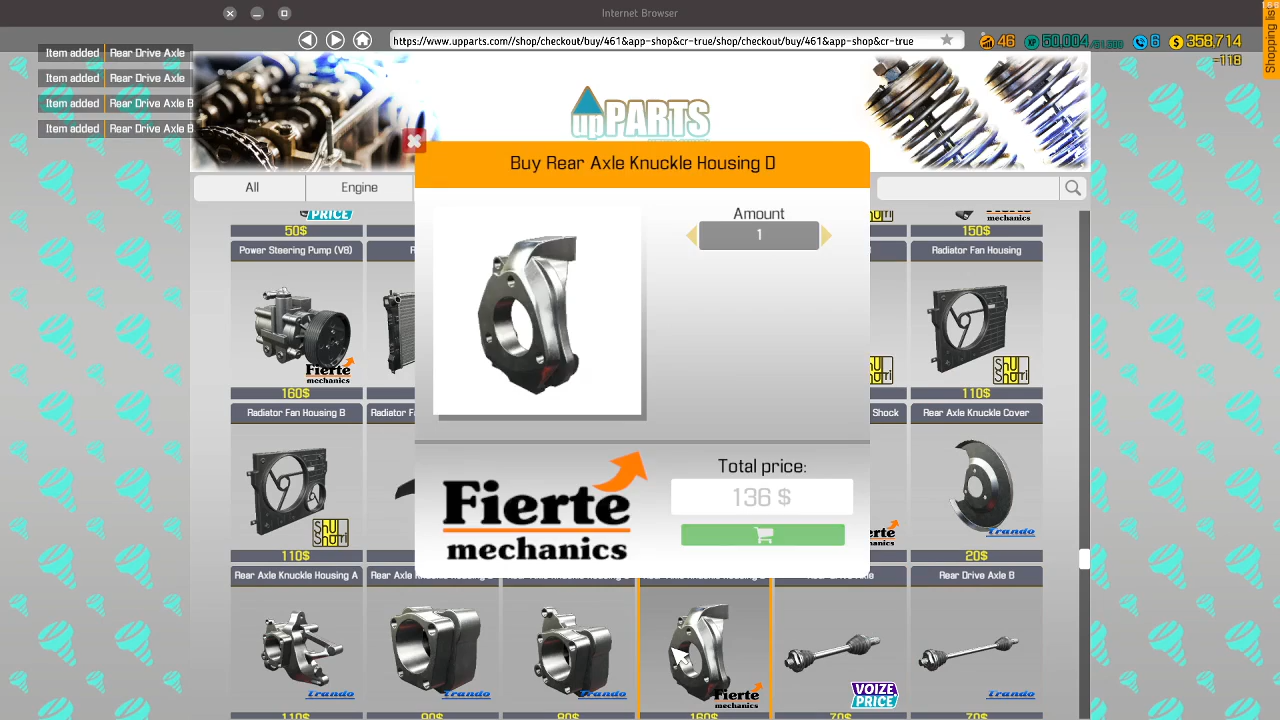 Internet Browser
https://www.upparts.com//shop/checkout/buy/461&app-shop&cr-true/shop/checkout/buy/461&app-shop&cr-true
46
50,004
6
358,714
-118
Shopping list
Item added Rear Drive Axle
Item added Rear Drive Axle
Item added Rear Drive Axle B
Item added Rear Drive Axle B
upPARTS
Buy Rear Axle Knuckle Housing D
All
Engine
Amount
1
PRICE
mechanics
50$
150$
Power Steering Pump (V8)
Radiator Fan Housing
Fierte
mechanics
160$
110$
Radiator Fan Housing B
Radiator F
Shock
Rear Axle Knuckle Cover
Total price:
136 $
Fierte
mechanics
Trando
110$
20$
Rear Axle Knuckle Housing A
Rear Drive Axle B
Trando
Trando
Trando
Fierte
mechanics
VOIZE
PRICE
Trando